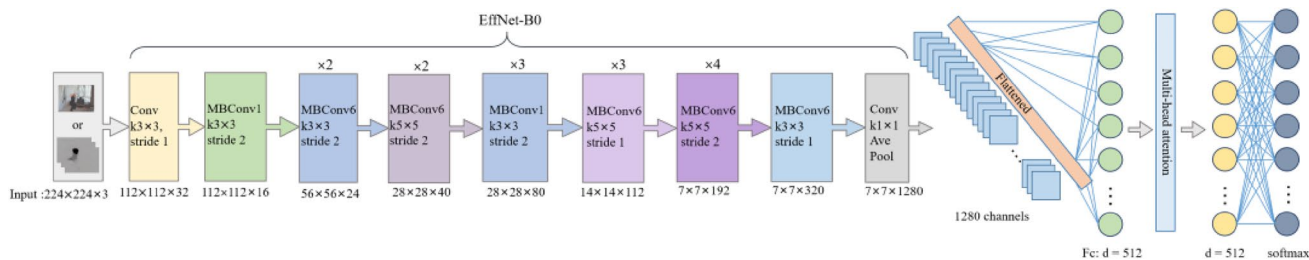 EffNet-B0
×2
×2
×3
×3
×4
or
Input :224×224×3
Conv
k3×3,
stride 1
112×112×32
MBConv1
k3×3
stride 2
112×112×16
MBConv6
k3×3
stride 2
56×56×24
MBConv6
k5×5
stride 2
28×28×40
MBConv1
k3×3
stride 2
28×28×80
MBConv6
k5×5
stride 1
14×14×112
MBConv6
k5×5
stride 2
7×7×192
MBConv6
k3×3
stride 1
7×7×320
Conv
k1×1
Ave
Pool
7×7×1280
Flattened
1280 channels
Fc: d = 512
Multi-head attention
d = 512
softmax